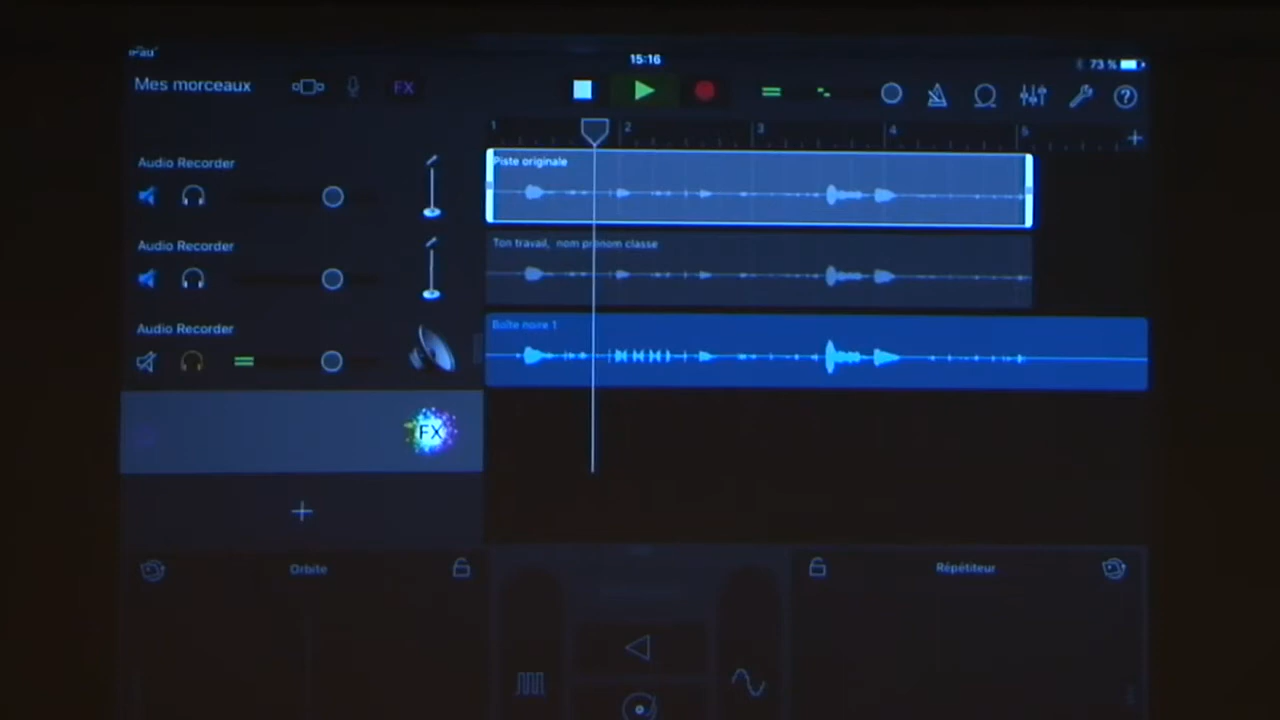 iPad
15:16
73 %
Mes morceaux
FX
1 2 3 4 5
Audio Recorder
Piste originale
Audio Recorder
Ton travail, nom prénom classe
Audio Recorder
Boîte noire 1
FX
Orbite
Répétiteur